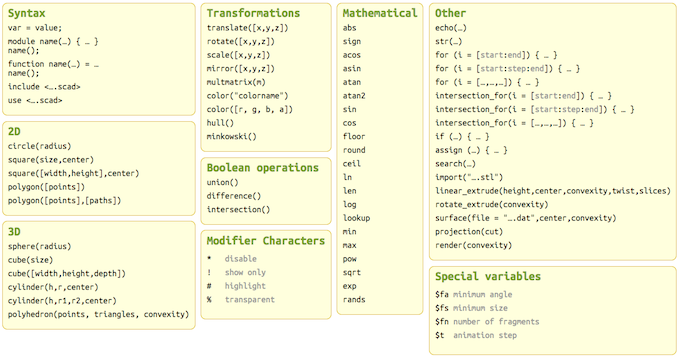 Syntax
var = value;
module name(…) { … }
name();
function name(…) = …
name();
include <….scad>
use <….scad>
2D
circle(radius)
square(size,center)
square([width,height],center)
polygon([points])
polygon([points],[paths])
3D
sphere(radius)
cube(size)
cube([width,height,depth])
cylinder(h,r,center)
cylinder(h,r1,r2,center)
polyhedron(points, triangles, convexity)
Transformations
translate([x,y,z])
rotate([x,y,z])
scale([x,y,z])
mirror([x,y,z])
multmatrix(m)
color("colorname")
color([r, g, b, a])
hull()
minkowski()
Boolean operations
union()
difference()
intersection()
Modifier Characters
* disable
! show only
# highlight
% transparent
Mathematical
abs
sign
acos
asin
atan
atan2
sin
cos
floor
round
ceil
ln
len
log
lookup
min
max
pow
sqrt
exp
rands
Other
echo(…)
str(…)
for (i = [start:end]) { … }
for (i = [start:step:end]) { … }
for (i = […,…,…]) { … }
intersection_for(i = [start:end]) { … }
intersection_for(i = [start:step:end]) { … }
intersection_for(i = […,…,…]) { … }
if (…) { … }
assign (…) { … }
search(…)
import("….stl")
linear_extrude(height,center,convexity,twist,slices)
rotate_extrude(convexity)
surface(file = "….dat",center,convexity)
projection(cut)
render(convexity)
Special variables
$fa minimum angle
$fs minimum size
$fn number of fragments
$t animation step